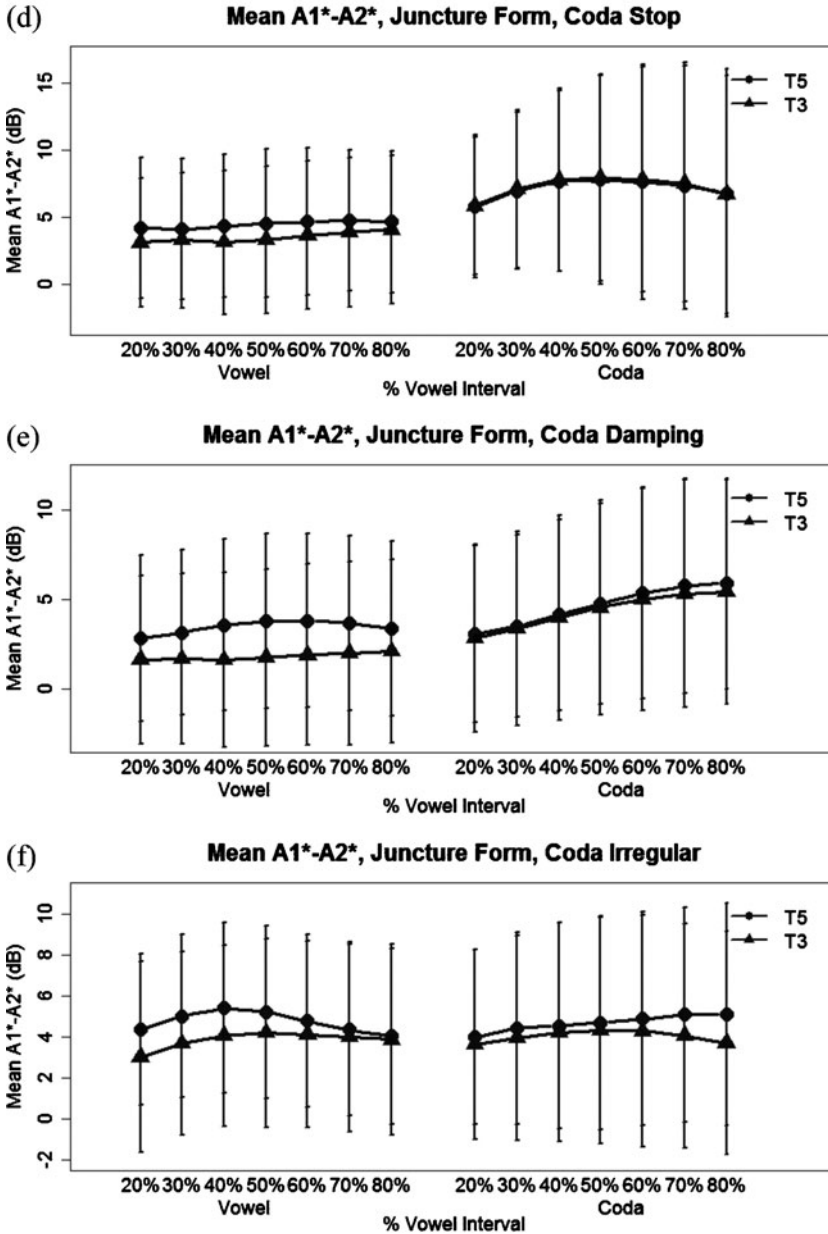 (d)
Mean A1*-A2*, Juncture Form, Coda Stop
Mean A1*-A2* (dB)
15
10
5
0
T5
T3
20% 30% 40% 50% 60% 70% 80% 20% 30% 40% 50% 60% 70% 80%
Vowel Coda
% Vowel Interval
(e)
Mean A1*-A2*, Juncture Form, Coda Damping
Mean A1*-A2* (dB)
10
5
0
T5
T3
20% 30% 40% 50% 60% 70% 80% 20% 30% 40% 50% 60% 70% 80%
Vowel Coda
% Vowel Interval
(f)
Mean A1*-A2*, Juncture Form, Coda Irregular
Mean A1*-A2* (dB)
10
8
6
4
2
0
-2
T5
T3
20% 30% 40% 50% 60% 70% 80% 20% 30% 40% 50% 60% 70% 80%
Vowel Coda
% Vowel Interval